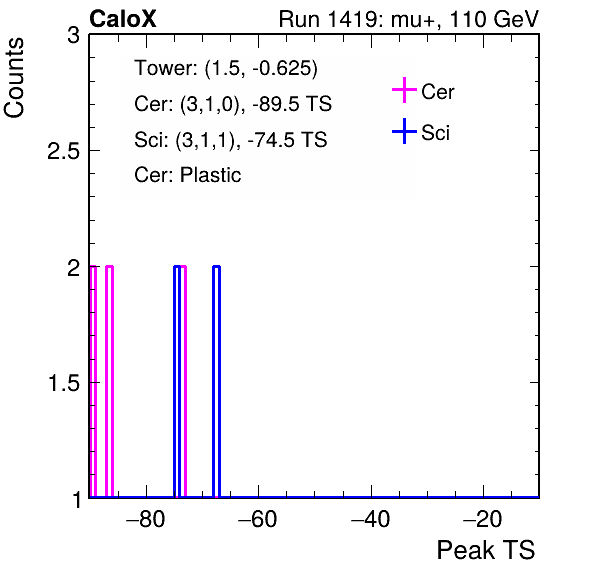 CaloX Run 1419: mu+, 110 GeV
Counts
3
2.5
2
1.5
1
Tower: (1.5, -0.625)
Cer: (3,1,0), -89.5 TS
Sci: (3,1,1), -74.5 TS
Cer: Plastic
Cer
Sci
−80 −60 −40 −20
Peak TS